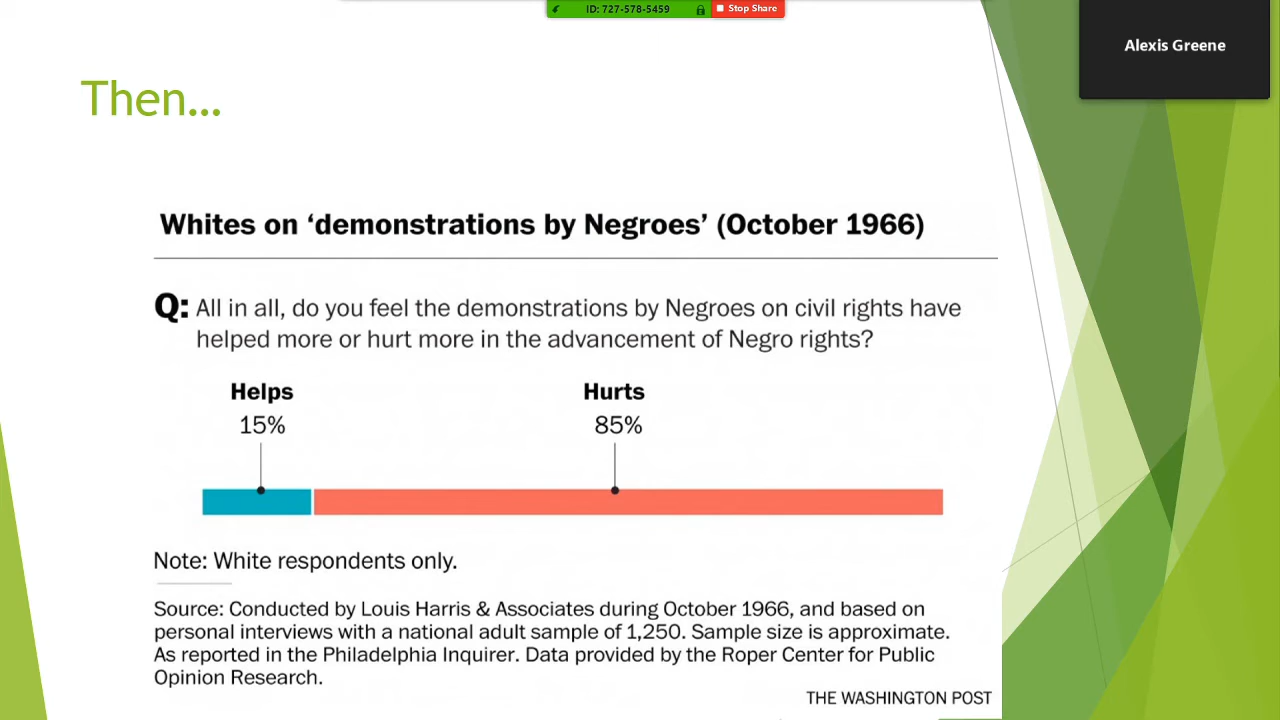 ID: 727-578-5459
Stop Share
Alexis Greene
Then...
Whites on ‘demonstrations by Negroes’ (October 1966)
Q: All in all, do you feel the demonstrations by Negroes on civil rights have
helped more or hurt more in the advancement of Negro rights?
Helps
Hurts
15%
85%
Note: White respondents only.
Source: Conducted by Louis Harris & Associates during October 1966, and based on
personal interviews with a national adult sample of 1,250. Sample size is approximate.
As reported in the Philadelphia Inquirer. Data provided by the Roper Center for Public
Opinion Research.
THE WASHINGTON POST